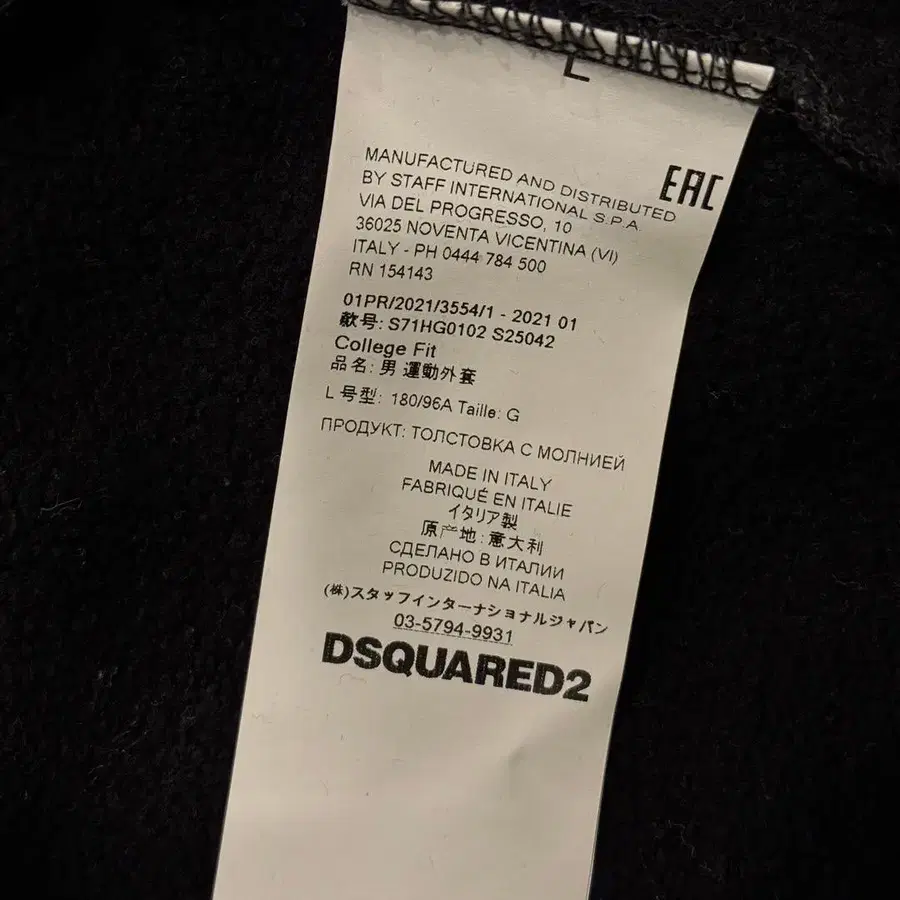 L
EAC
MANUFACTURED AND DISTRIBUTED
BY STAFF INTERNATIONAL S.P.A.
VIA DEL PROGRESSO, 10
36025 NOVENTA VICENTINA (VI)
ITALY - PH 0444 784 500
RN 154143
01PR/2021/3554/1 - 2021 01
款号: S71HG0102 S25042
College Fit
品名: 男 運動外套
L 号型: 180/96A Taille: G
ПРОДУКТ: ТОЛСТОВКА С МОЛНИЕЙ
MADE IN ITALY
FABRIQUÉ EN ITALIE
イタリア製
原产地: 意大利
СДЕЛАНО В ИТАЛИИ
PRODUZIDO NA ITALIA
(株)スタッフインターナショナルジャパン
03-5794-9931
DSQUARED2